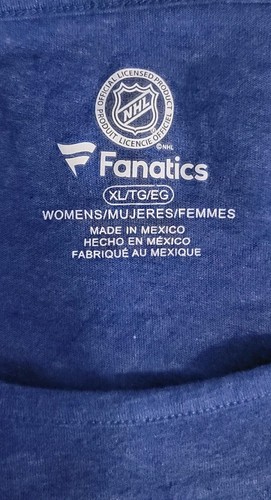 OFFICIAL LICENSED PRODUCT
NHL
PRODUIT LICENCIÉ OFFICIEL
©NHL
Fanatics
XL/TG/EG
WOMENS/MUJERES/FEMMES
MADE IN MEXICO
HECHO EN MÉXICO
FABRIQUÉ AU MEXIQUE